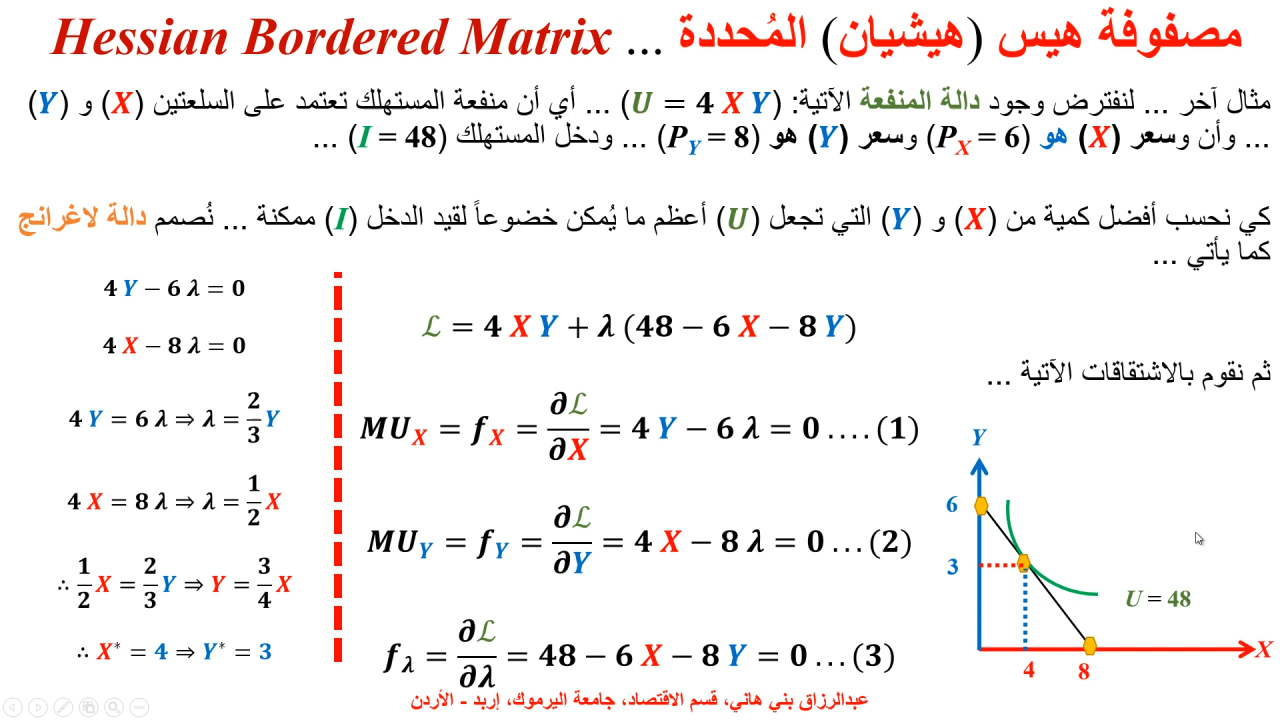 مصفوفة هيس (هيشيان) المُحددة ... Hessian Bordered Matrix
مثال آخر ... لنفترض وجود دالة المنفعة الآتية: (U = 4 X Y) ... أي أن منفعة المستهلك تعتمد على السلعتين (X) و (Y)
... وأن وسعر (X) هو (P_X = 6) وسعر (Y) هو (P_Y = 8) ... ودخل المستهلك (I = 48) ...
كي نحسب أفضل كمية من (X) و (Y) التي تجعل (U) أعظم ما يُمكن خضوعاً لقيد الدخل (I) ممكنة ... نُصمم دالة لاغرانج
كما يأتي ...
ℒ = 4 X Y + λ (48 − 6 X − 8 Y)
ثم نقوم بالاشتقاقات الآتية ...
MU_X = f_X = ∂ℒ/∂X = 4 Y − 6 λ = 0 .... (1)
MU_Y = f_Y = ∂ℒ/∂Y = 4 X − 8 λ = 0 ... (2)
f_λ = ∂ℒ/∂λ = 48 − 6 X − 8 Y = 0 ... (3)
4 Y − 6 λ = 0
4 X − 8 λ = 0
4 Y = 6 λ ⇒ λ = 2/3 Y
4 X = 8 λ ⇒ λ = 1/2 X
∴ 1/2 X = 2/3 Y ⇒ Y = 3/4 X
∴ X* = 4 ⇒ Y* = 3
Y
6
3
U = 48
X
4
8
عبدالرزاق بني هاني، قسم الاقتصاد، جامعة اليرموك، إربد - الأردن